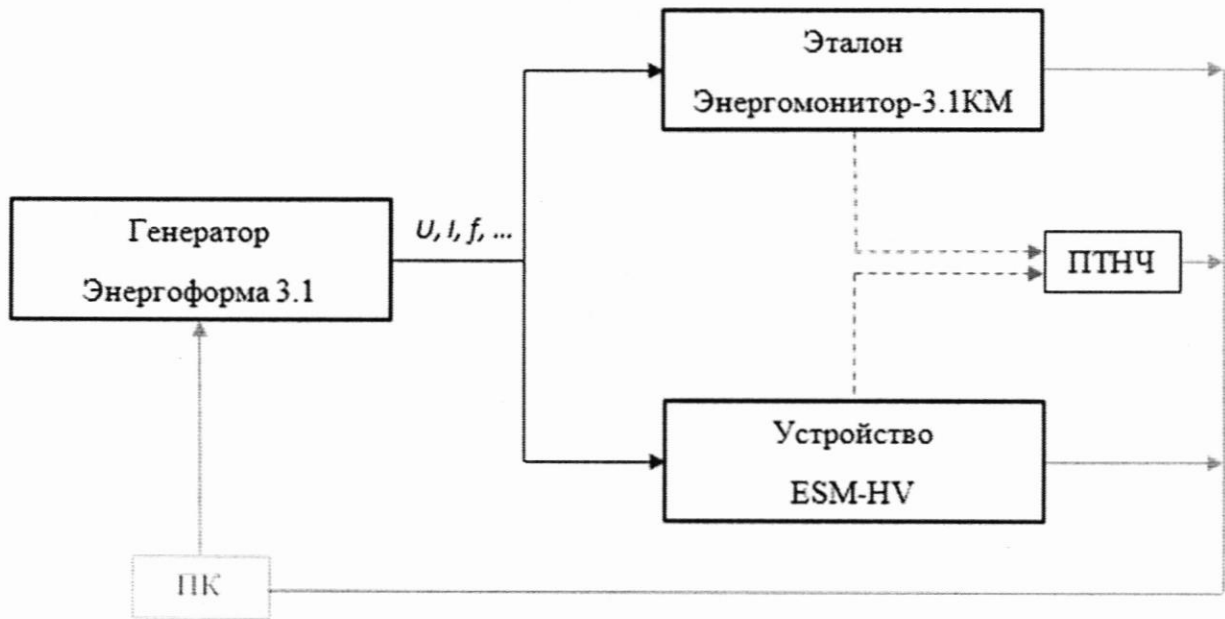 Эталон
Энергомонитор-3.1КМ
Генератор
Энергоформа 3.1
U, I, f, ...
ПТНЧ
Устройство
ESM-HV
ПК